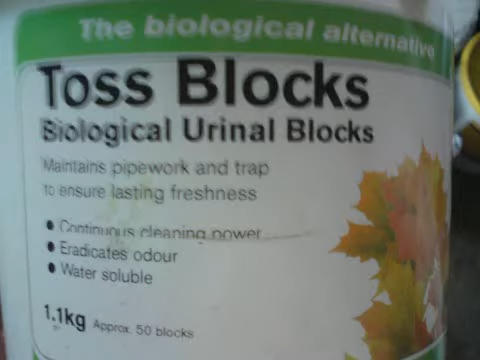 The biological alternative
Toss Blocks
Biological Urinal Blocks
Maintains pipework and trap
to ensure lasting freshness
• Continuous cleaning power
• Eradicates odour
• Water soluble
1.1kg Approx. 50 blocks